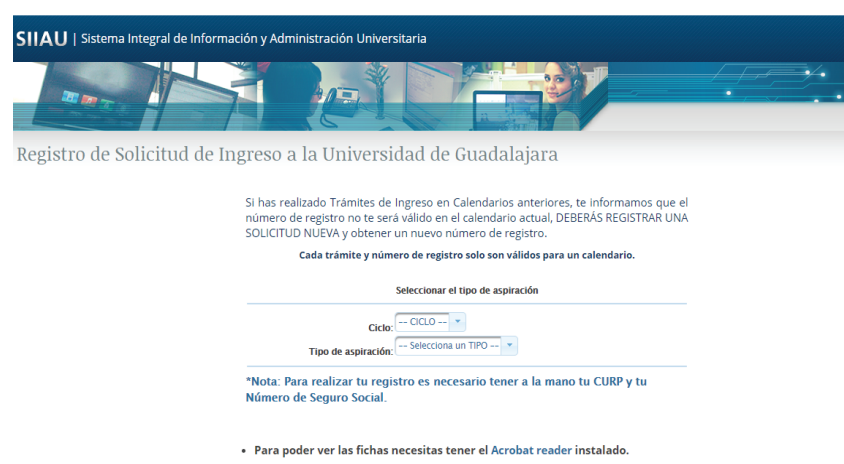 SIIAU | Sistema Integral de Información y Administración Universitaria
Registro de Solicitud de Ingreso a la Universidad de Guadalajara
Si has realizado Trámites de Ingreso en Calendarios anteriores, te informamos que el
número de registro no te será válido en el calendario actual, DEBERÁS REGISTRAR UNA
SOLICITUD NUEVA y obtener un nuevo número de registro.
Cada trámite y número de registro solo son válidos para un calendario.
Seleccionar el tipo de aspiración
Ciclo: -- CICLO --
Tipo de aspiración: -- Selecciona un TIPO --
*Nota: Para realizar tu registro es necesario tener a la mano tu CURP y tu
Número de Seguro Social.
• Para poder ver las fichas necesitas tener el Acrobat reader instalado.